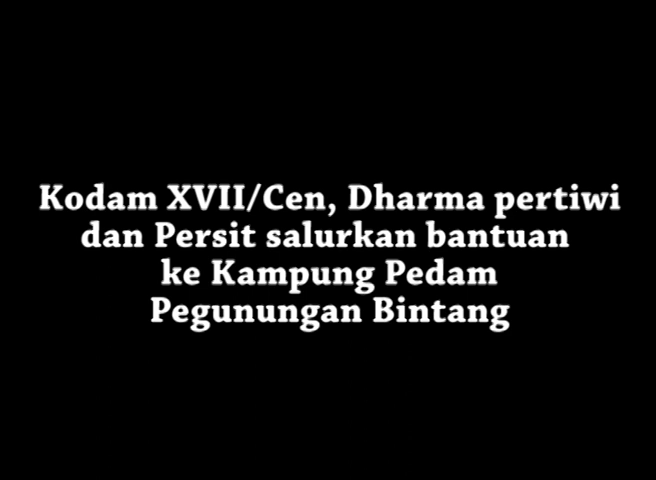 Kodam XVII/Cen, Dharma pertiwi
dan Persit salurkan bantuan
ke Kampung Pedam
Pegunungan Bintang